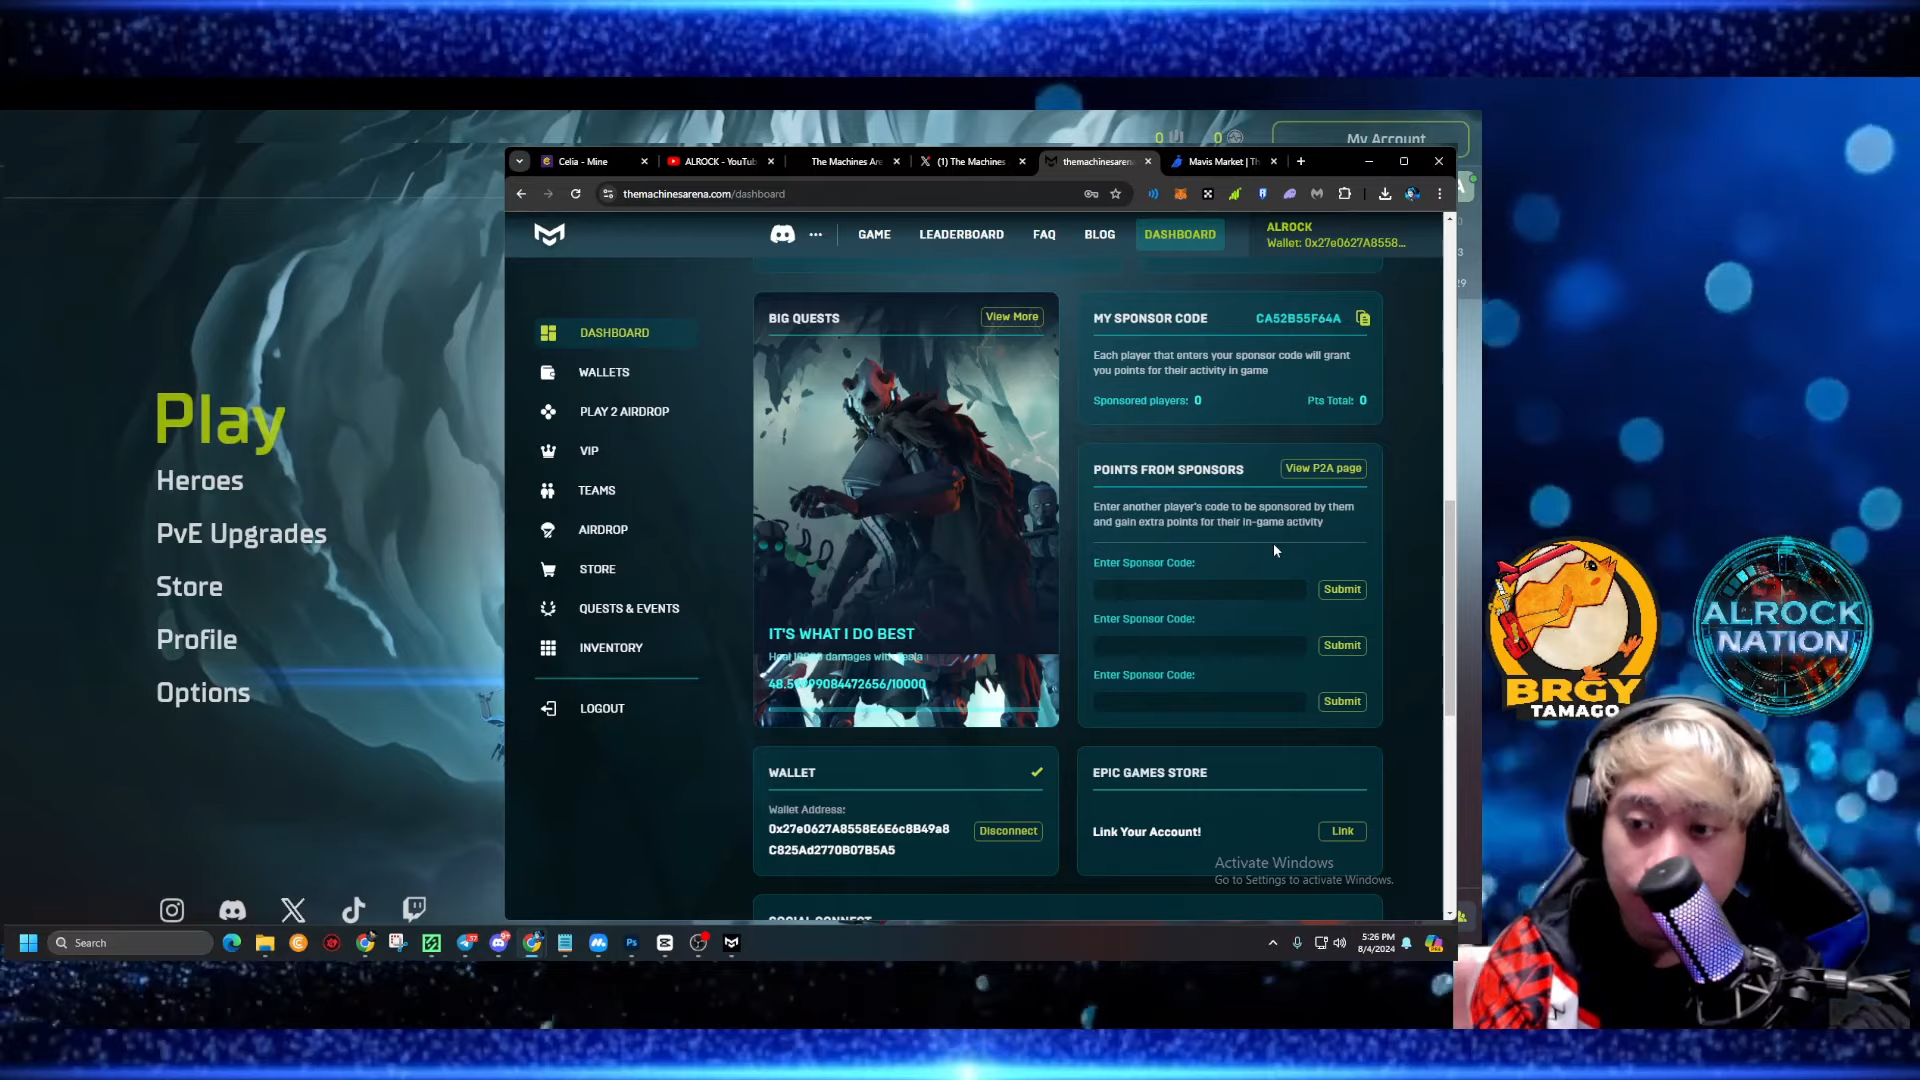 0
0
My Account
Celia - Mine
ALROCK - YouTub
The Machines Are
(1) The Machines
themachinesarena
Mavis Market | Th
themachinesarena.com/dashboard
GAME
LEADERBOARD
FAQ
BLOG
DASHBOARD
ALROCK
Wallet: 0x27e0627A8558...
DASHBOARD
WALLETS
PLAY 2 AIRDROP
VIP
TEAMS
AIRDROP
STORE
QUESTS & EVENTS
INVENTORY
LOGOUT
BIG QUESTS
View More
IT'S WHAT I DO BEST
MY SPONSOR CODE
CA52B55F64A
Each player that enters your sponsor code will grant
you points for their activity in game
Sponsored players: 0
Pts Total: 0
POINTS FROM SPONSORS
View P2A page
Enter another player's code to be sponsored by them
and gain extra points for their in-game activity
Enter Sponsor Code:
Submit
Enter Sponsor Code:
Submit
Enter Sponsor Code:
Submit
WALLET
Wallet Address:
0x27e0627A8558E6E6c8B49a8
C825Ad2770B07B5A5
Disconnect
EPIC GAMES STORE
Link Your Account!
Link
Activate Windows
Go to Settings to activate Windows.
Play
Heroes
PvE Upgrades
Store
Profile
Options
Search
5:26 PM
8/4/2024
BRGY
TAMAGO
ALROCK
NATION